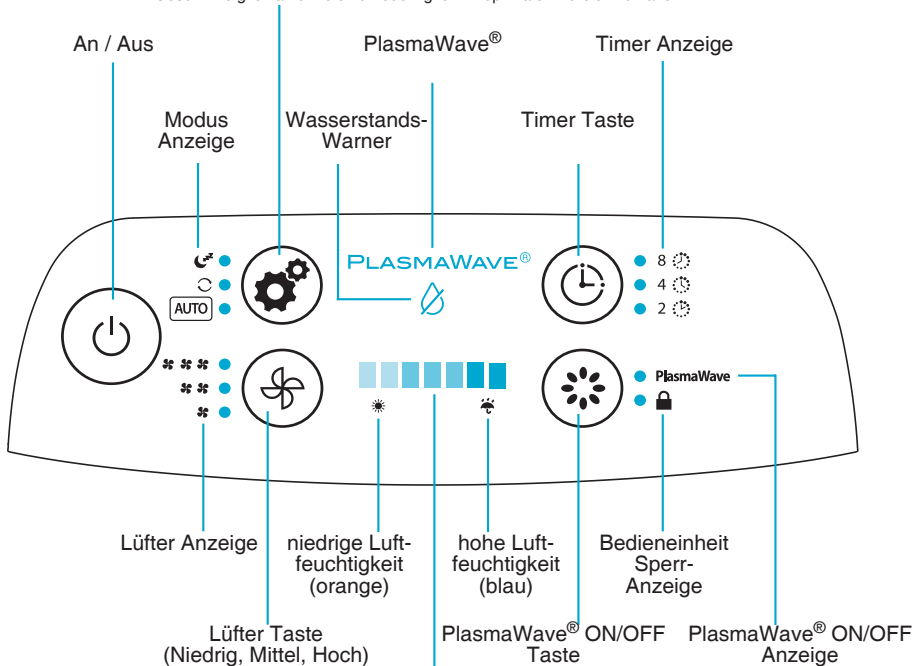 An / Aus
PlasmaWave®
Timer Anzeige
Modus
Anzeige
Wasserstands-
Warner
Timer Taste
PLASMAWAVE®
8
4
AUTO
2
PlasmaWave
Lüfter Anzeige
niedrige Luft-
feuchtigkeit
(orange)
hohe Luft-
feuchtigkeit
(blau)
Bedieneinheit
Sperr-
Anzeige
Lüfter Taste
(Niedrig, Mittel, Hoch)
PlasmaWave® ON/OFF
Taste
PlasmaWave® ON/OFF
Anzeige